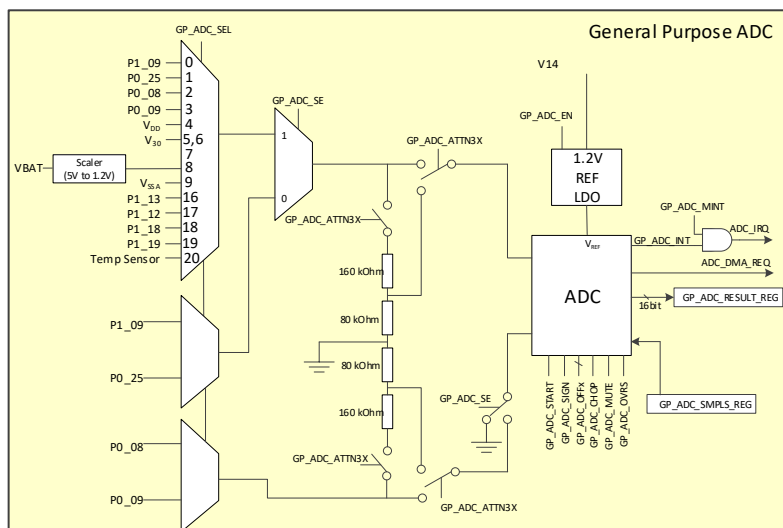 General Purpose ADC
GP_ADC_SEL
P1_09 0
P0_25 1
P0_08 2
P0_09 3
VDD 4
V30 5,6
7
VBAT
Scaler
(5V to 1.2V)
8
VSSA 9
P1_13 16
P1_12 17
P1_18 18
P1_19 19
Temp Sensor 20
GP_ADC_SE
1
0
GP_ADC_ATTN3X
GP_ADC_ATTN3X
160 kOhm
80 kOhm
80 kOhm
160 kOhm
GP_ADC_ATTN3X
GP_ADC_ATTN3X
GP_ADC_SE
P1_09
P0_25
P0_08
P0_09
V14
GP_ADC_EN
1.2V
REF
LDO
VREF
ADC
GP_ADC_MINT
GP_ADC_INT
ADC_IRQ
ADC_DMA_REQ
16bit
GP_ADC_RESULT_REG
GP_ADC_SMPLS_REG
GP_ADC_START
GP_ADC_SIGN
GP_ADC_OFFx
GP_ADC_CHOP
GP_ADC_MUTE
GP_ADC_OVRS